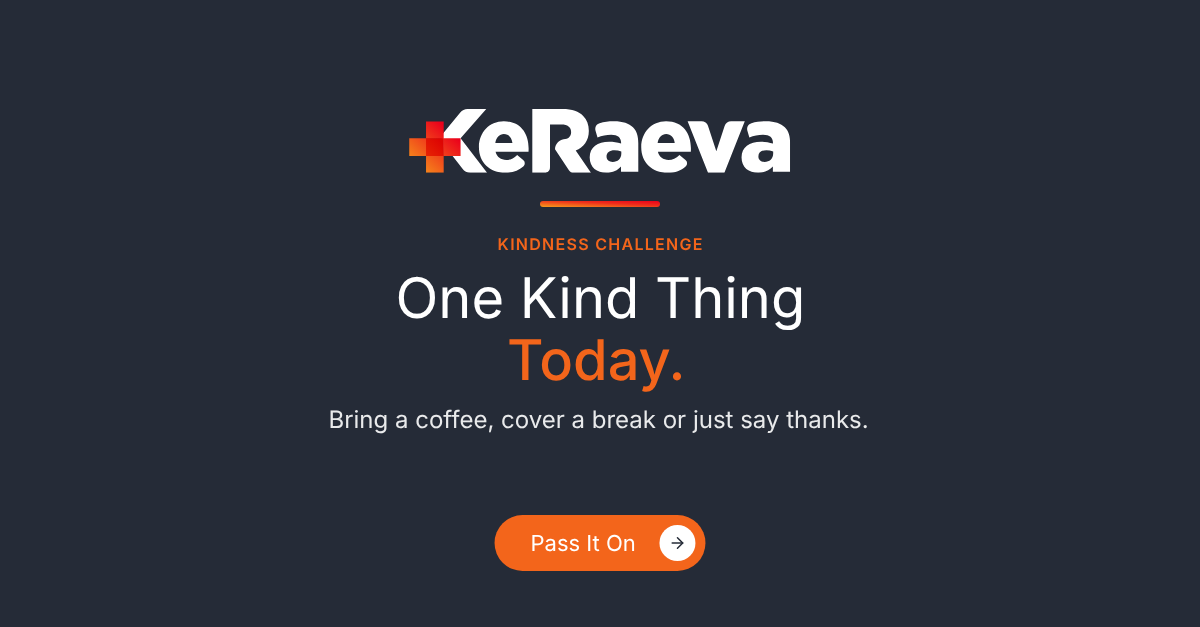 KeRaeva
KINDNESS CHALLENGE
One Kind Thing
Today.
Bring a coffee, cover a break or just say thanks.
Pass It On